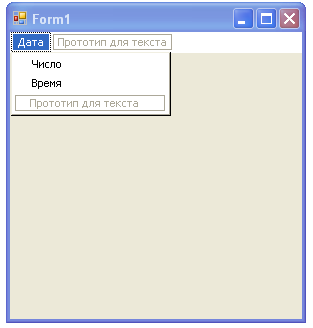 Form1
Дата Прототип для текста
Число
Время
Прототип для текста